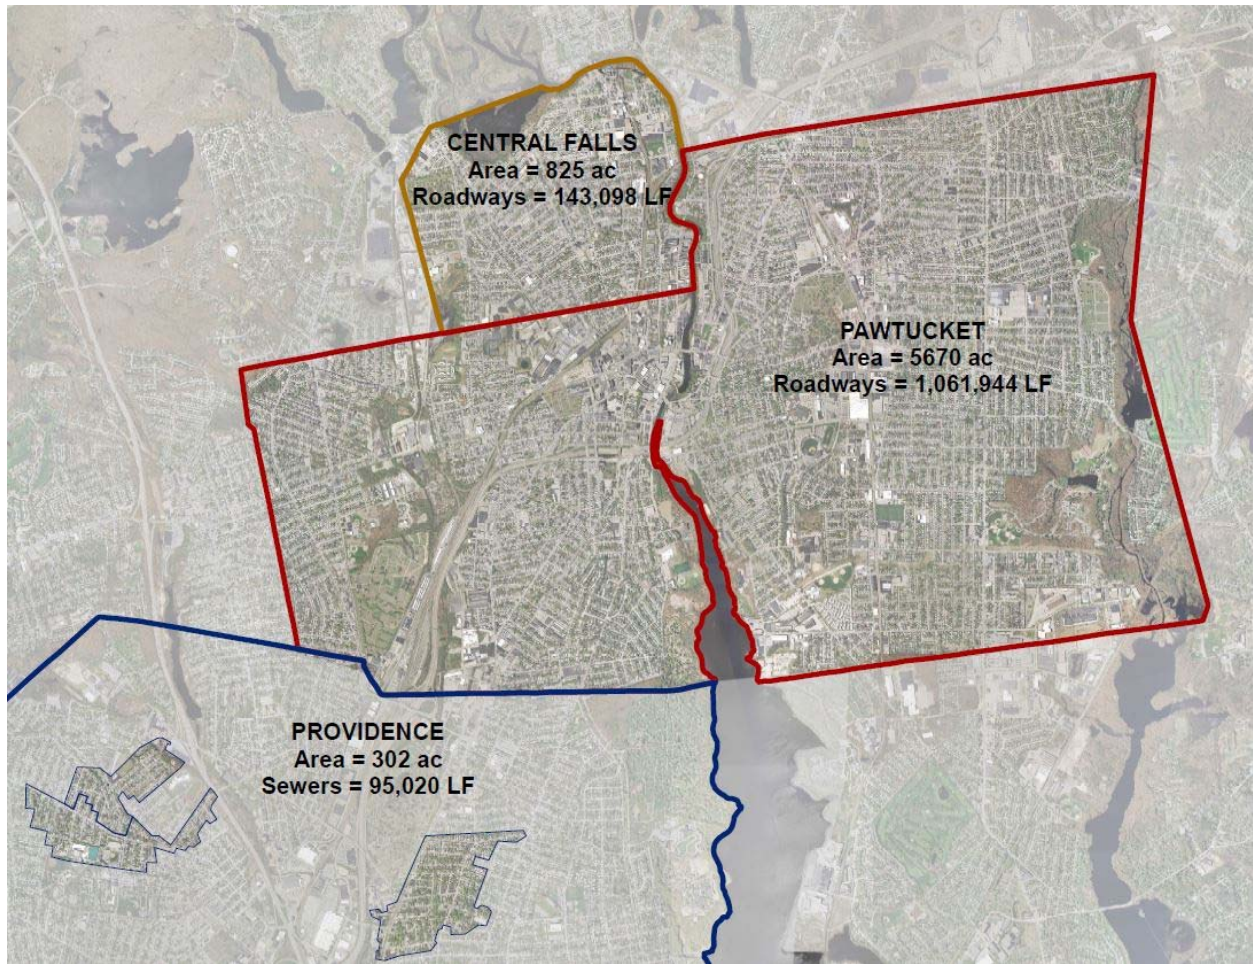 CENTRAL FALLS
Area = 825 ac
Roadways = 143,098 LF
PAWTUCKET
Area = 5670 ac
Roadways = 1,061,944 LF
PROVIDENCE
Area = 302 ac
Sewers = 95,020 LF